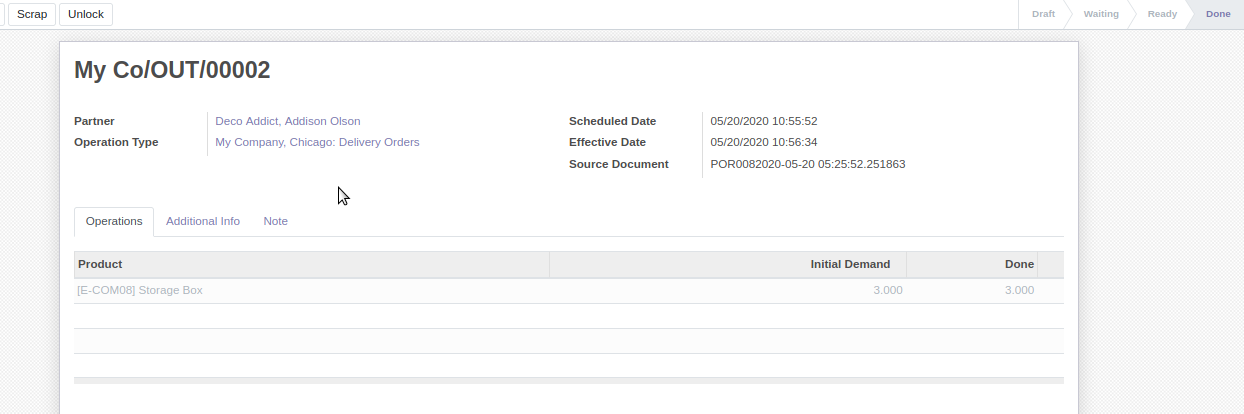 Scrap Unlock Draft Waiting Ready Done
My Co/OUT/00002
Partner Deco Addict, Addison Olson Scheduled Date 05/20/2020 10:55:52
Operation Type My Company, Chicago: Delivery Orders Effective Date 05/20/2020 10:56:34
Source Document POR0082020-05-20 05:25:52.251863
Operations Additional Info Note
Product Initial Demand Done
[E-COM08] Storage Box 3.000 3.000